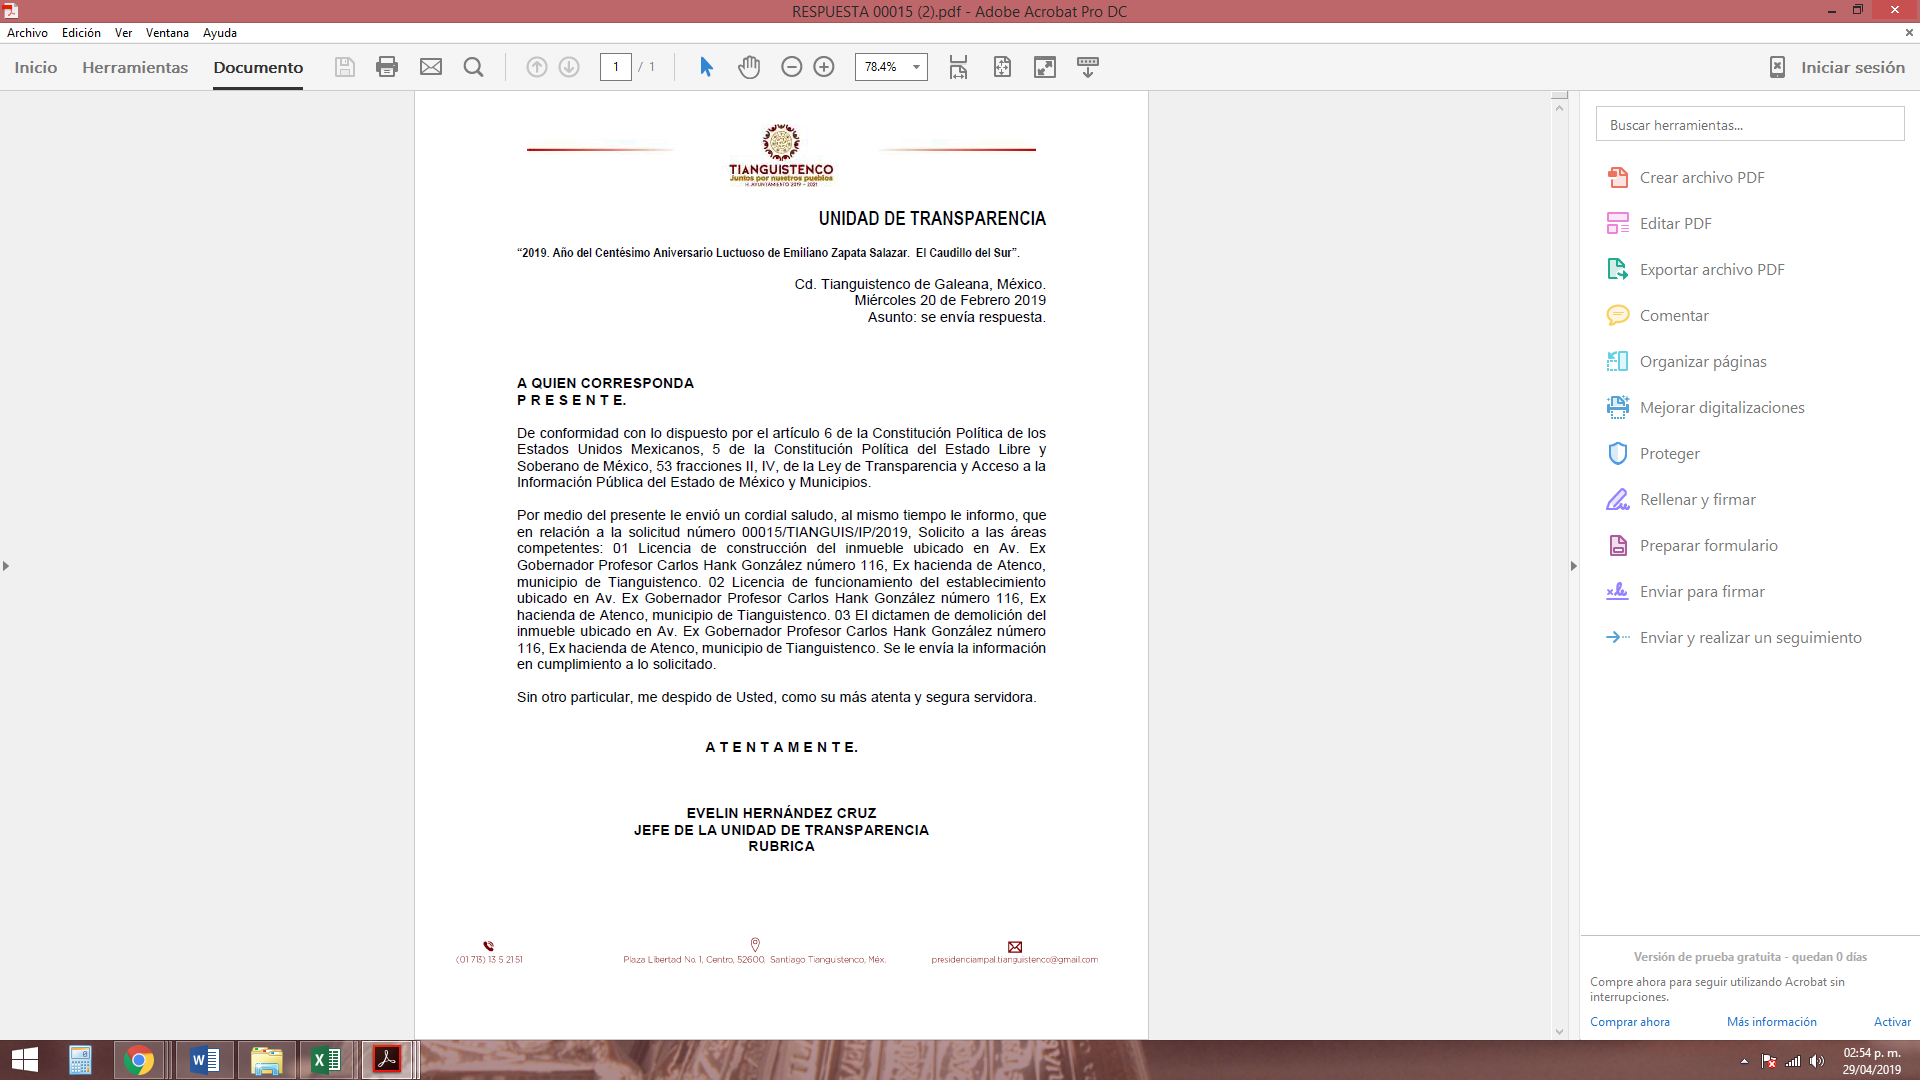 RESPUESTA 00015 (2).pdf - Adobe Acrobat Pro DC
Archivo Edición Ver Ventana Ayuda
Inicio Herramientas Documento 1 / 1 78.4% Iniciar sesión
TIANGUISTENCO
Juntos por nuestros pueblos
H. AYUNTAMIENTO 2019 - 2021
UNIDAD DE TRANSPARENCIA
“2019. Año del Centésimo Aniversario Luctuoso de Emiliano Zapata Salazar. El Caudillo del Sur”.
Cd. Tianguistenco de Galeana, México.
Miércoles 20 de Febrero 2019
Asunto: se envía respuesta.
A QUIEN CORRESPONDA
P R E S E N T E.
De conformidad con lo dispuesto por el artículo 6 de la Constitución Política de los
Estados Unidos Mexicanos, 5 de la Constitución Política del Estado Libre y
Soberano de México, 53 fracciones II, IV, de la Ley de Transparencia y Acceso a la
Información Pública del Estado de México y Municipios.
Por medio del presente le envió un cordial saludo, al mismo tiempo le informo, que
en relación a la solicitud número 00015/TIANGUIS/IP/2019, Solicito a las áreas
competentes: 01 Licencia de construcción del inmueble ubicado en Av. Ex
Gobernador Profesor Carlos Hank González número 116, Ex hacienda de Atenco,
municipio de Tianguistenco. 02 Licencia de funcionamiento del establecimiento
ubicado en Av. Ex Gobernador Profesor Carlos Hank González número 116, Ex
hacienda de Atenco, municipio de Tianguistenco. 03 El dictamen de demolición del
inmueble ubicado en Av. Ex Gobernador Profesor Carlos Hank González número
116, Ex hacienda de Atenco, municipio de Tianguistenco. Se le envía la información
en cumplimiento a lo solicitado.
Sin otro particular, me despido de Usted, como su más atenta y segura servidora.
A T E N T A M E N T E.
EVELIN HERNÁNDEZ CRUZ
JEFE DE LA UNIDAD DE TRANSPARENCIA
RUBRICA
(01 713) 13 5 21 51
Plaza Libertad No. 1, Centro, 52600. Santiago Tianguistenco, Méx.
presidenciampal.tianguistenco@gmail.com
Buscar herramientas...
Crear archivo PDF
Editar PDF
Exportar archivo PDF
Comentar
Organizar páginas
Mejorar digitalizaciones
Proteger
Rellenar y firmar
Preparar formulario
Enviar para firmar
Enviar y realizar un seguimiento
Versión de prueba gratuita - quedan 0 días
Compre ahora para seguir utilizando Acrobat sin
interrupciones.
Comprar ahora Más información Activar
02:54 p. m.
29/04/2019